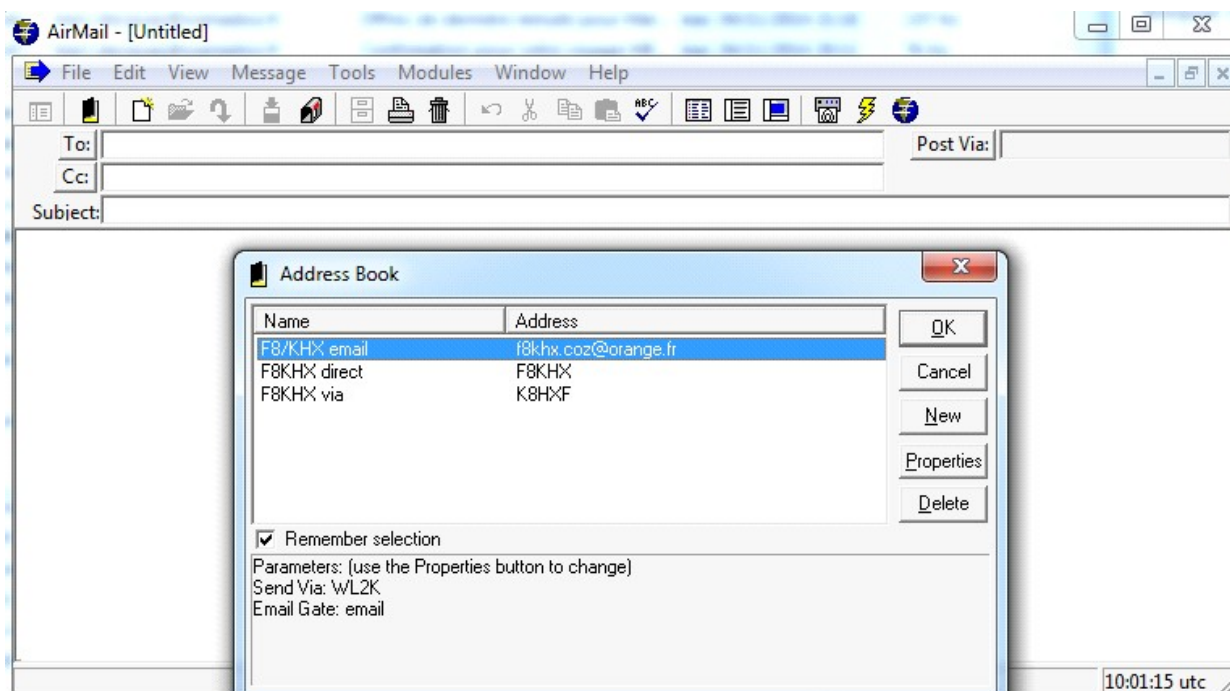 AirMail - [Untitled]
File Edit View Message Tools Modules Window Help
ABC
To: Post Via:
Cc:
Subject:
Address Book
Name Address
F8/KHX email f8khx.coz@orange.fr
F8KHX direct F8KHX
F8KHX via K8HXF
OK
Cancel
New
Properties
Delete
Remember selection
Parameters: (use the Properties button to change)
Send Via: WL2K
Email Gate: email
10:01:15 utc